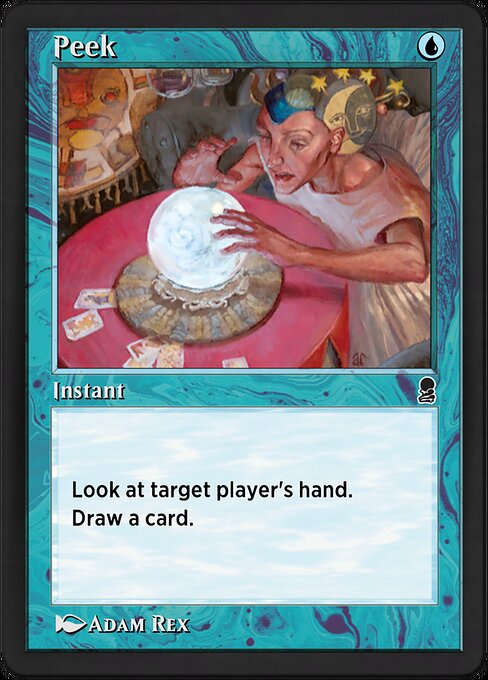 Peek
Instant
Look at target player's hand.
Draw a card.
Adam Rex